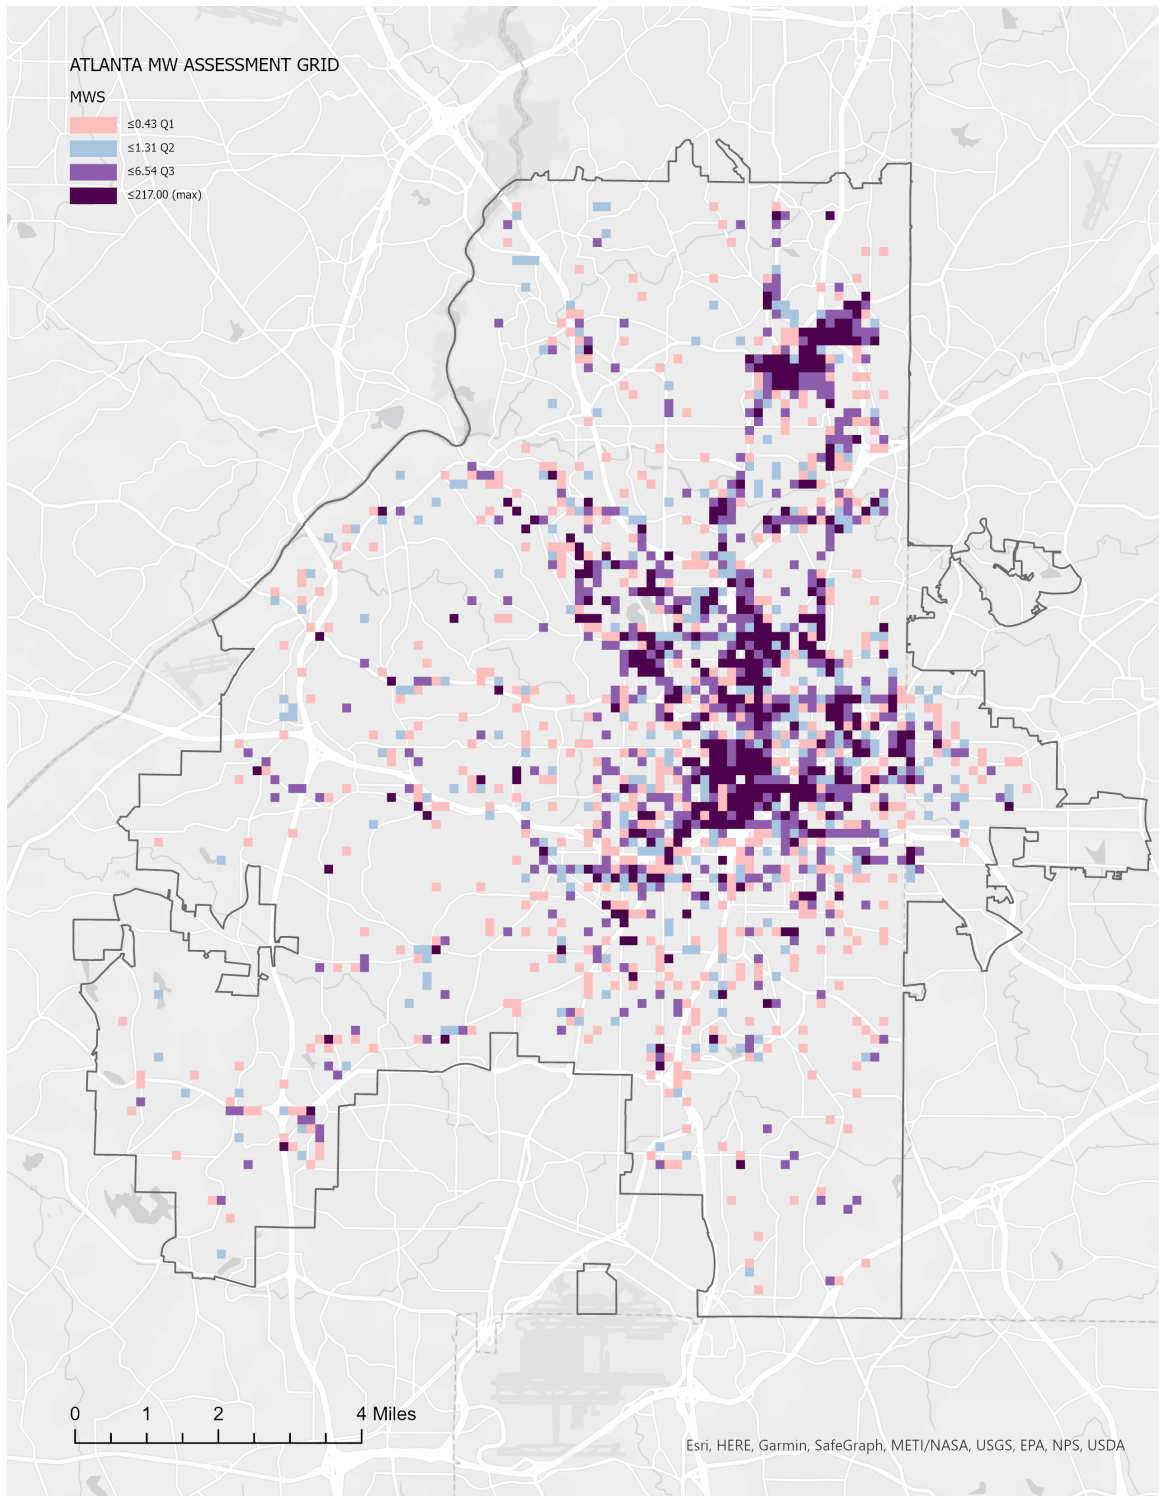 ATLANTA MW ASSESSMENT GRID
MWS
≤0.43 Q1
≤1.31 Q2
≤6.54 Q3
≤217.00 (max)
0 1 2 4 Miles
Esri, HERE, Garmin, SafeGraph, METI/NASA, USGS, EPA, NPS, USDA